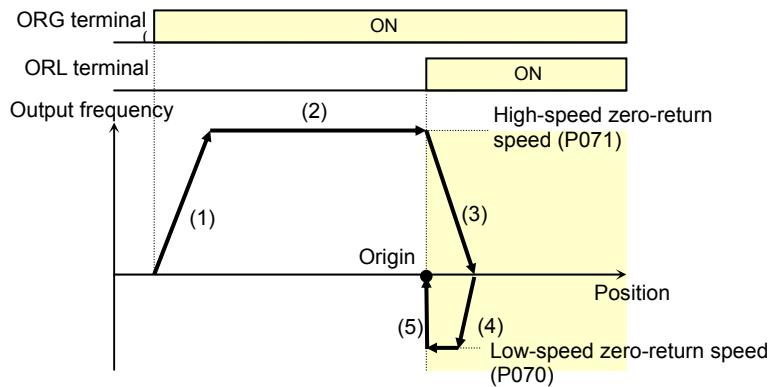 ORG terminal
(
ON
ORL terminal
ON
Output frequency
(2)
High-speed zero-return
speed (P071)
(1)
(3)
Origin
Position
(5)
(4)
Low-speed zero-return speed
(P070)